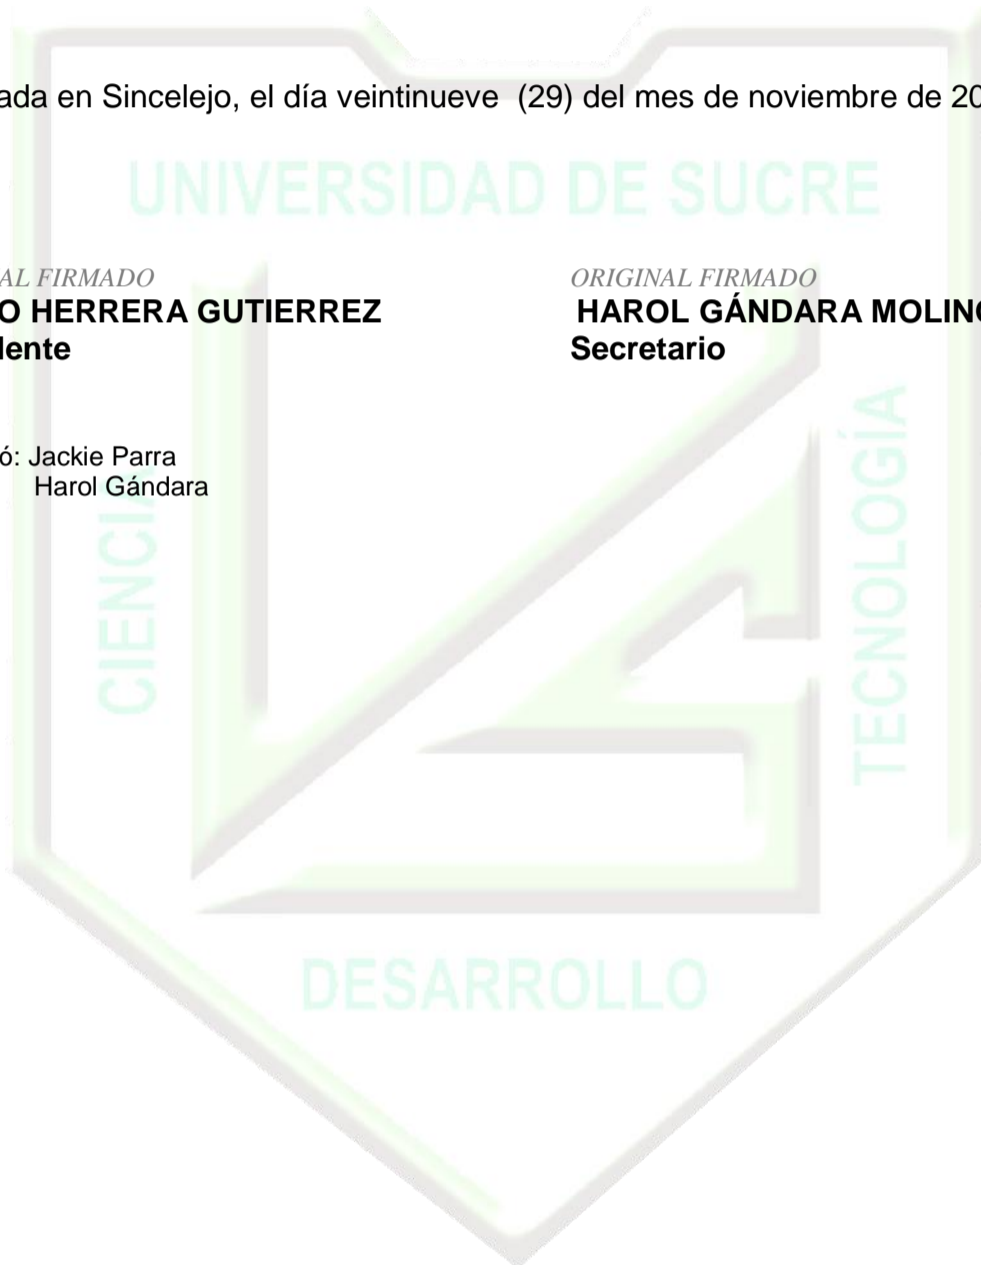 ada en Sincelejo, el día veintinueve (29) del mes de noviembre de 20
UNIVERSIDAD DE SUCRE
AL FIRMADO
ORIGINAL FIRMADO
O HERRERA GUTIERREZ
HAROL GÁNDARA MOLINO
lente
Secretario
ó: Jackie Parra
Harol Gándara
CIENCIA
TECNOLOGÍA
DESARROLLO